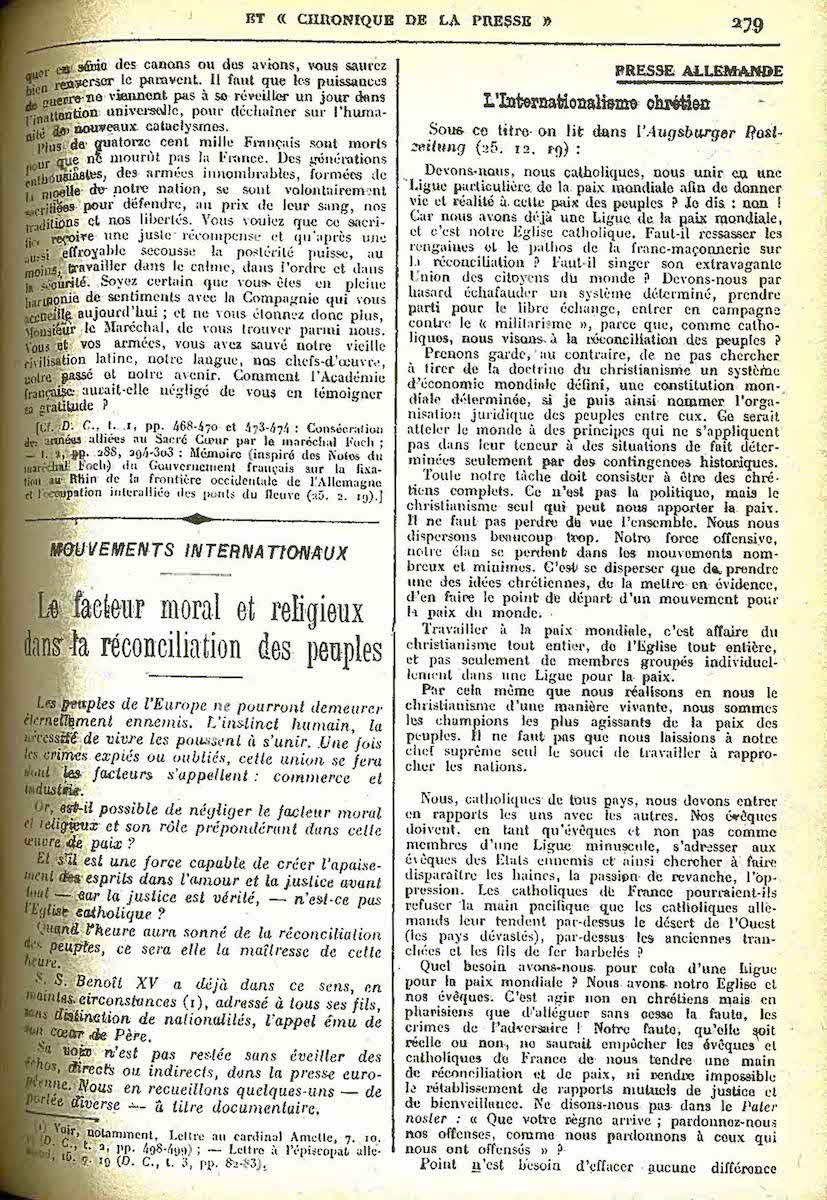 ET « CHRONIQUE DE LA PRESSE »
279
quer en série des canons ou des avions, vous saurez
bien renverser le paravent. Il faut que les puissances
de guerre ne viennent pas à se réveiller un jour dans
l'inattention universelle, pour déchaîner sur l'huma-
nité de nouveaux cataclysmes.
Plus de quatorze cent mille Français sont morts
pour que ne mourût pas la France. Des générations
enthousiastes, des armées innombrables, formées de
la moelle de notre nation, se sont volontairement
sacrifiées pour défendre, au prix de leur sang, nos
traditions et nos libertés. Vous voulez que ce sacri-
fice reçoive une juste récompense et qu'après une
aussi effroyable secousse la postérité puisse, au
moins, travailler dans le calme, dans l'ordre et dans
la sécurité. Soyez certain que vous êtes en pleine
harmonie de sentiments avec la Compagnie qui vous
accueille aujourd'hui ; et ne vous étonnez donc plus,
Monsieur le Maréchal, de vous trouver parmi nous.
Vous et vos armées, vous avez sauvé notre vieille
civilisation latine, notre langue, nos chefs-d'œuvre,
notre passé et notre avenir. Comment l'Académie
française aurait-elle négligé de vous en témoigner
sa gratitude ?
[Cf. D. C., t. 1, pp. 468-470 et 473-474 : Consécration
des armées alliées au Sacré Cœur par le maréchal Foch ;
— t. 2, pp. 288, 294-303 : Mémoire (inspiré des Notes du
maréchal Foch) du Gouvernement français sur la fixa-
tion au Rhin de la frontière occidentale de l'Allemagne
et l'occupation interalliée des ponts du fleuve (25. 2. 19).]
MOUVEMENTS INTERNATIONAUX
Le facteur moral et religieux
dans la réconciliation des peuples
Les peuples de l'Europe ne pourront demeurer
éternellement ennemis. L'instinct humain, la
nécessité de vivre les poussent à s'unir. Une fois
les crimes expiés ou oubliés, cette union se fera
dont les facteurs s'appellent : commerce et
industrie.
Or, est-il possible de négliger le facteur moral
et religieux et son rôle prépondérant dans cette
œuvre de paix ?
Et s'il est une force capable de créer l'apaise-
ment des esprits dans l'amour et la justice avant
tout — car la justice est vérité, — n'est-ce pas
l'Eglise catholique ?
Quand l'heure aura sonné de la réconciliation
des peuples, ce sera elle la maîtresse de cette
heure.
S. S. Benoît XV a déjà dans ce sens, en
maintes circonstances (1), adressé à tous ses fils,
sans distinction de nationalités, l'appel ému de
son cœur de Père.
Sa voix n'est pas restée sans éveiller des
échos, directs ou indirects, dans la presse euro-
péenne. Nous en recueillons quelques-uns — de
portée diverse — à titre documentaire.
(1) Voir, notamment, Lettre au cardinal Amette, 7. 10.
(D. C., t. 2, pp. 498-499) ; — Lettre à l'épiscopat alle-
mand, 15. 7. 19 (D. C., t. 3, pp. 82-83).
PRESSE ALLEMANDE
L'Internationalisme chrétien
Sous ce titre on lit dans l'Augsburger Post-
zeitung (25. 12. 19) :
Devons-nous, nous catholiques, nous unir en une
Ligue particulière de la paix mondiale afin de donner
vie et réalité à cette paix des peuples ? Je dis : non !
Car nous avons déjà une Ligue de la paix mondiale,
et c'est notre Eglise catholique. Faut-il ressasser les
rengaines et le pathos de la franc-maçonnerie sur
la réconciliation ? Faut-il singer son extravagante
Union des citoyens du monde ? Devons-nous par
hasard échafauder un système déterminé, prendre
parti pour le libre échange, entrer en campagne
contre le « militarisme », parce que, comme catho-
liques, nous visons à la réconciliation des peuples ?
Prenons garde, au contraire, de ne pas chercher
à tirer de la doctrine du christianisme un système
d'économie mondiale défini, une constitution mon-
diale déterminée, si je puis ainsi nommer l'orga-
nisation juridique des peuples entre eux. Ce serait
atteler le monde à des principes qui ne s'appliquent
pas dans leur teneur à des situations de fait déter-
minées seulement par des contingences historiques.
Toute notre tâche doit consister à être des chré-
tiens complets. Ce n'est pas la politique, mais le
christianisme seul qui peut nous apporter la paix.
Il ne faut pas perdre de vue l'ensemble. Nous nous
dispersons beaucoup trop. Notre force offensive,
notre élan se perdent dans les mouvements nom-
breux et minimes. C'est se disperser que de prendre
une des idées chrétiennes, de la mettre en évidence,
d'en faire le point de départ d'un mouvement pour
la paix du monde.
Travailler à la paix mondiale, c'est affaire du
christianisme tout entier, de l'Eglise tout entière,
et pas seulement de membres groupés individuel-
lement dans une Ligue pour la paix.
Par cela même que nous réalisons en nous le
christianisme d'une manière vivante, nous sommes
les champions les plus agissants de la paix des
peuples. Il ne faut pas que nous laissions à notre
chef suprême seul le souci de travailler à rappro-
cher les nations.
Nous, catholiques de tous pays, nous devons entrer
en rapports les uns avec les autres. Nos évêques
doivent, en tant qu'évêques et non pas comme
membres d'une Ligue minuscule, s'adresser aux
évêques des Etats ennemis et ainsi chercher à faire
disparaître les haines, la passion de revanche, l'op-
pression. Les catholiques de France pourraient-ils
refuser la main pacifique que les catholiques alle-
mands leur tendent par-dessus le désert de l'Ouest
(les pays dévastés), par-dessus les anciennes tran-
chées et les fils de fer barbelés ?
Quel besoin avons-nous pour cela d'une Ligue
pour la paix mondiale ? Nous avons notre Eglise et
nos évêques. C'est agir non en chrétiens mais en
pharisiens que d'alléguer sans cesse la faute, les
crimes de l'adversaire ! Notre faute, qu'elle soit
réelle ou non, ne saurait empêcher les évêques et
catholiques de France de nous tendre une main
de réconciliation et de paix, ni rendre impossible
le rétablissement de rapports mutuels de justice et
de bienveillance. Ne disons-nous pas dans le Pater
noster : « Que votre règne arrive ; pardonnez-nous
nos offenses, comme nous pardonnons à ceux qui
nous ont offensés » ?
Point n'est besoin d'effacer aucune différence